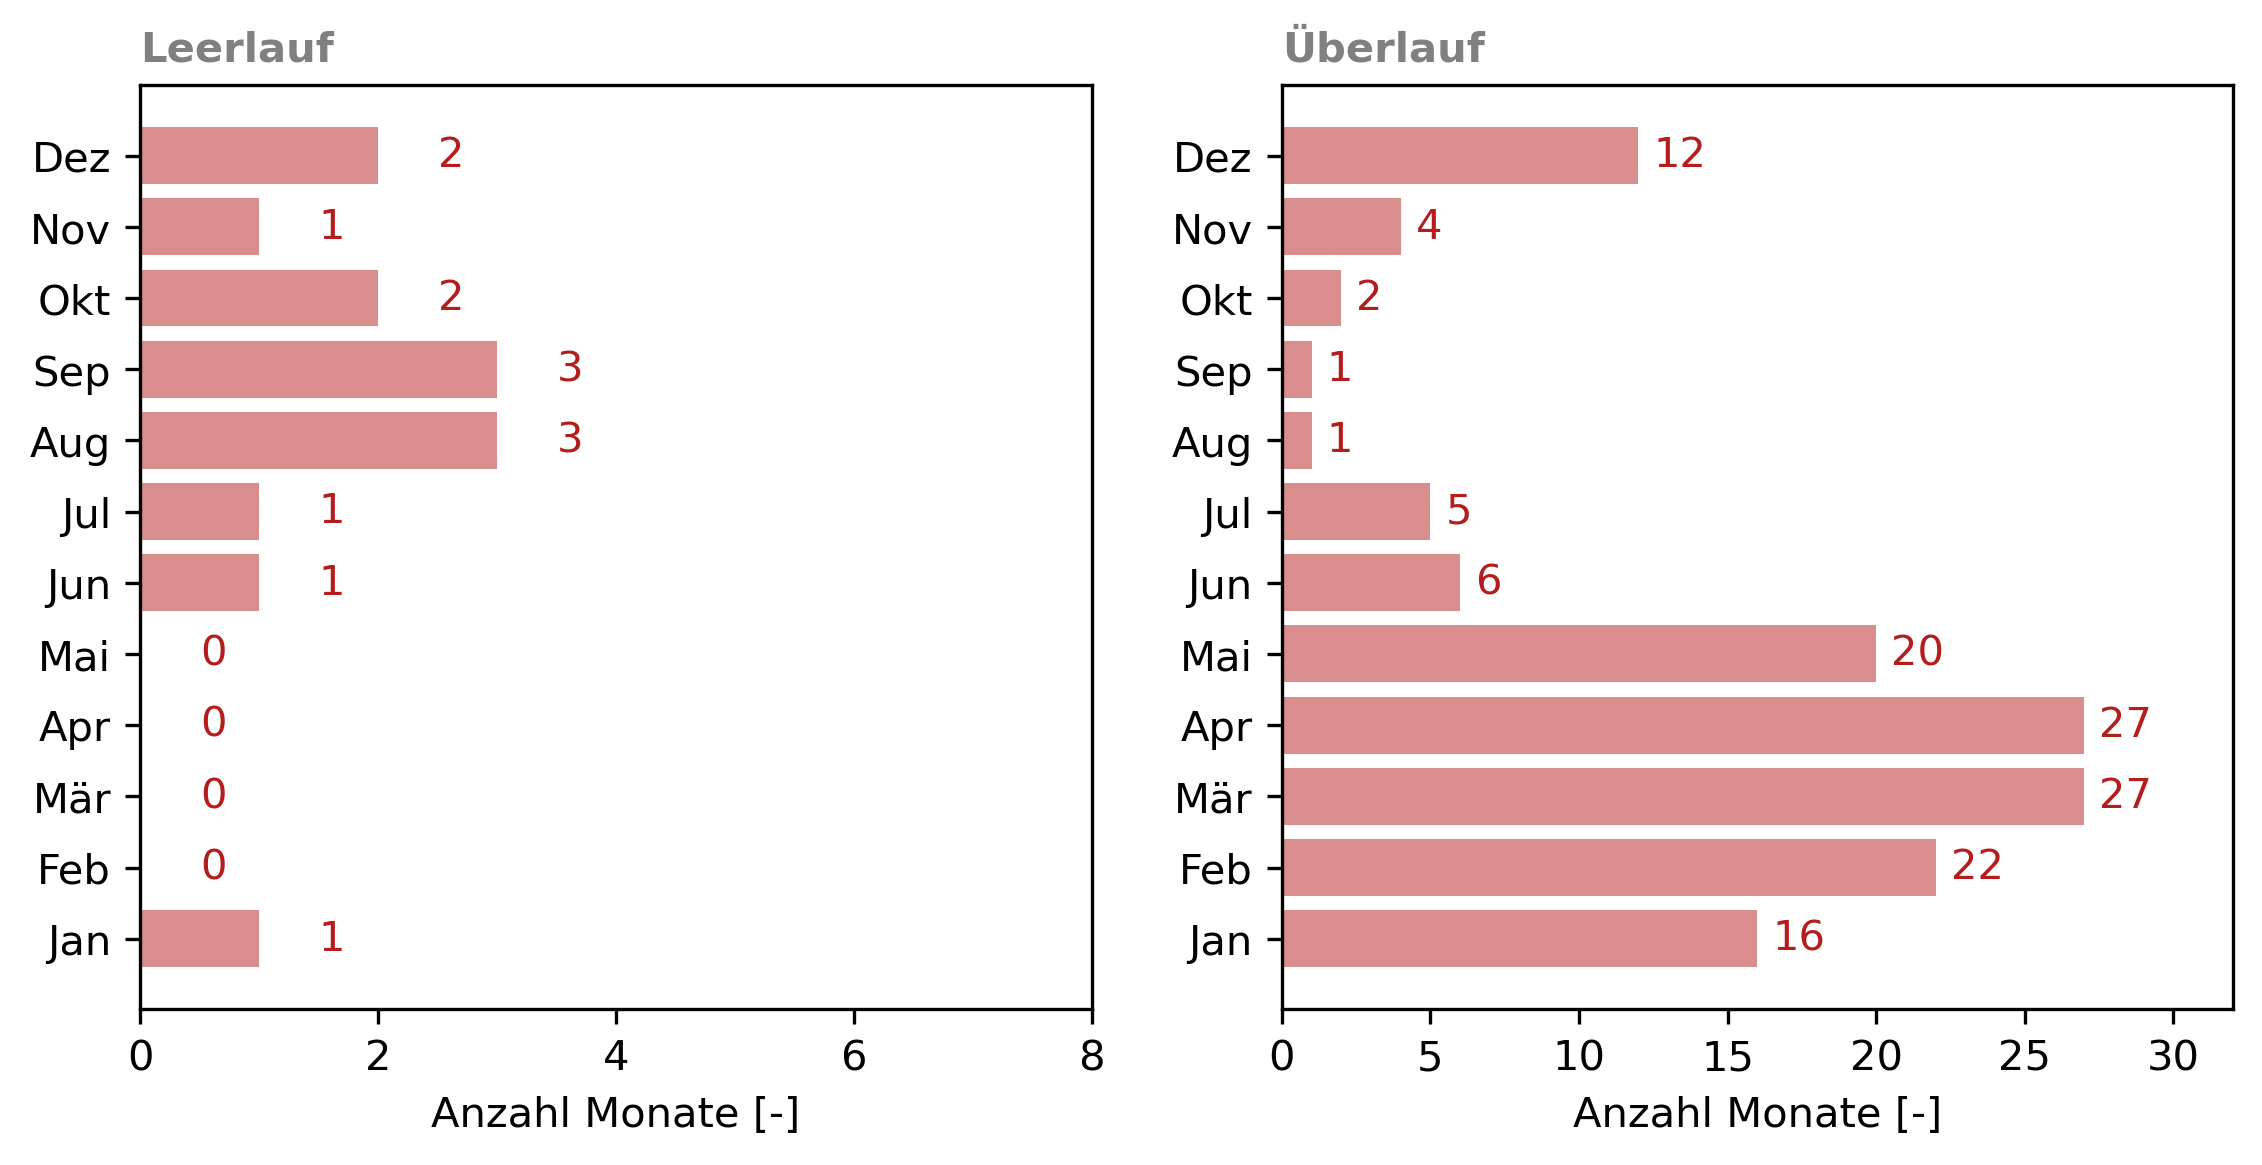 Leerlauf
Dez 2
Nov 1
Okt 2
Sep 3
Aug 3
Jul 1
Jun 1
Mai 0
Apr 0
Mär 0
Feb 0
Jan 1
0 2 4 6 8
Anzahl Monate [-]
Überlauf
Dez 12
Nov 4
Okt 2
Sep 1
Aug 1
Jul 5
Jun 6
Mai 20
Apr 27
Mär 27
Feb 22
Jan 16
0 5 10 15 20 25 30
Anzahl Monate [-]